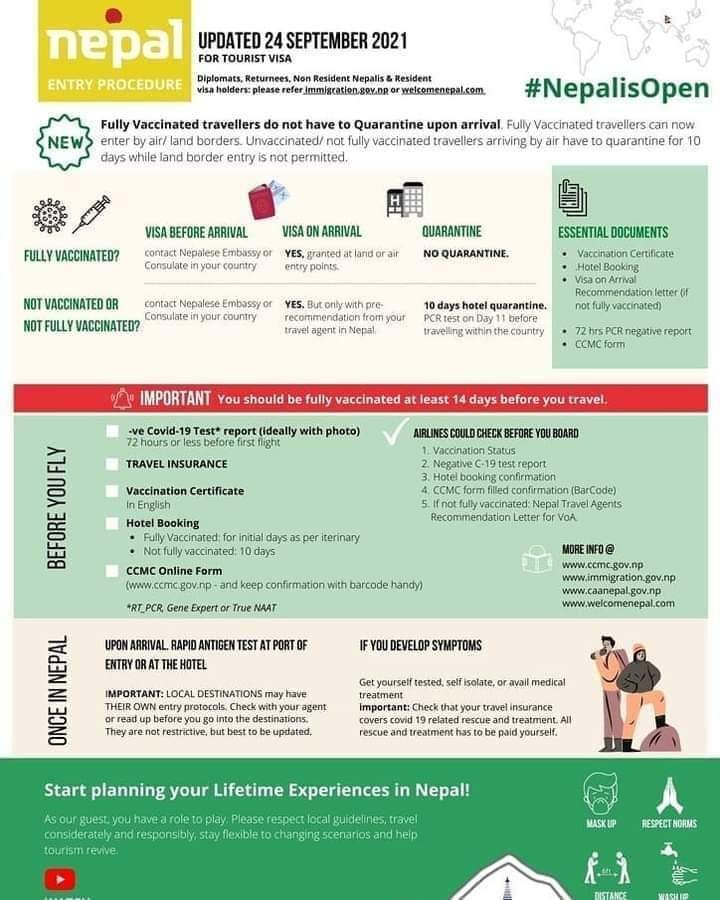 nepal
ENTRY PROCEDURE
UPDATED 24 SEPTEMBER 2021
FOR TOURIST VISA
Diplomats, Returnees, Non Resident Nepalis & Resident
visa holders: please refer immigration.gov.np or welcomenepal.com
#NepalisOpen
NEW
Fully Vaccinated travellers do not have to Quarantine upon arrival. Fully Vaccinated travellers can now
enter by air/ land borders. Unvaccinated/ not fully vaccinated travellers arriving by air have to quarantine for 10
days while land border entry is not permitted.
VISA BEFORE ARRIVAL
VISA ON ARRIVAL
QUARANTINE
FULLY VACCINATED?
contact Nepalese Embassy or
Consulate in your country
YES, granted at land or air
entry points.
NO QUARANTINE.
NOT VACCINATED OR
NOT FULLY VACCINATED?
contact Nepalese Embassy or
Consulate in your country
YES. But only with pre-
recommendation from your
travel agent in Nepal.
10 days hotel quarantine.
PCR test on Day 11 before
travelling within the country
ESSENTIAL DOCUMENTS
• Vaccination Certificate
• .Hotel Booking
• Visa on Arrival
Recommendation letter (if
not fully vaccinated)
• 72 hrs PCR negative report
• CCMC form
IMPORTANT You should be fully vaccinated at least 14 days before you travel.
BEFORE YOU FLY
-ve Covid-19 Test* report (ideally with photo)
72 hours or less before first flight
TRAVEL INSURANCE
Vaccination Certificate
In English
Hotel Booking
• Fully Vaccinated: for initial days as per iterinary
• Not fully vaccinated: 10 days
CCMC Online Form
(www.ccmc.gov.np - and keep confirmation with barcode handy)
*RT_PCR, Gene Expert or True NAAT
AIRLINES COULD CHECK BEFORE YOU BOARD
1. Vaccination Status
2. Negative C-19 test report
3. Hotel booking confirmation
4. CCMC form filled confirmation (BarCode)
5. If not fully vaccinated: Nepal Travel Agents
Recommendation Letter for VoA.
MORE INFO @
www.ccmc.gov.np
www.immigration.gov.np
www.caanepal.gov.np
www.welcomenepal.com
ONCE IN NEPAL
UPON ARRIVAL. RAPID ANTIGEN TEST AT PORT OF
ENTRY OR AT THE HOTEL
IMPORTANT: LOCAL DESTINATIONS may have
THEIR OWN entry protocols. Check with your agent
or read up before you go into the destinations.
They are not restrictive, but best to be updated.
IF YOU DEVELOP SYMPTOMS
Get yourself tested, self isolate, or avail medical
treatment
important: Check that your travel insurance
covers covid 19 related rescue and treatment. All
rescue and treatment has to be paid yourself.
Start planning your Lifetime Experiences in Nepal!
As our guest, you have a role to play. Please respect local guidelines, travel
considerately and responsibly, stay flexible to changing scenarios and help
tourism revive.
MASK UP
RESPECT NORMS
6ft
DISTANCE
WASH UP